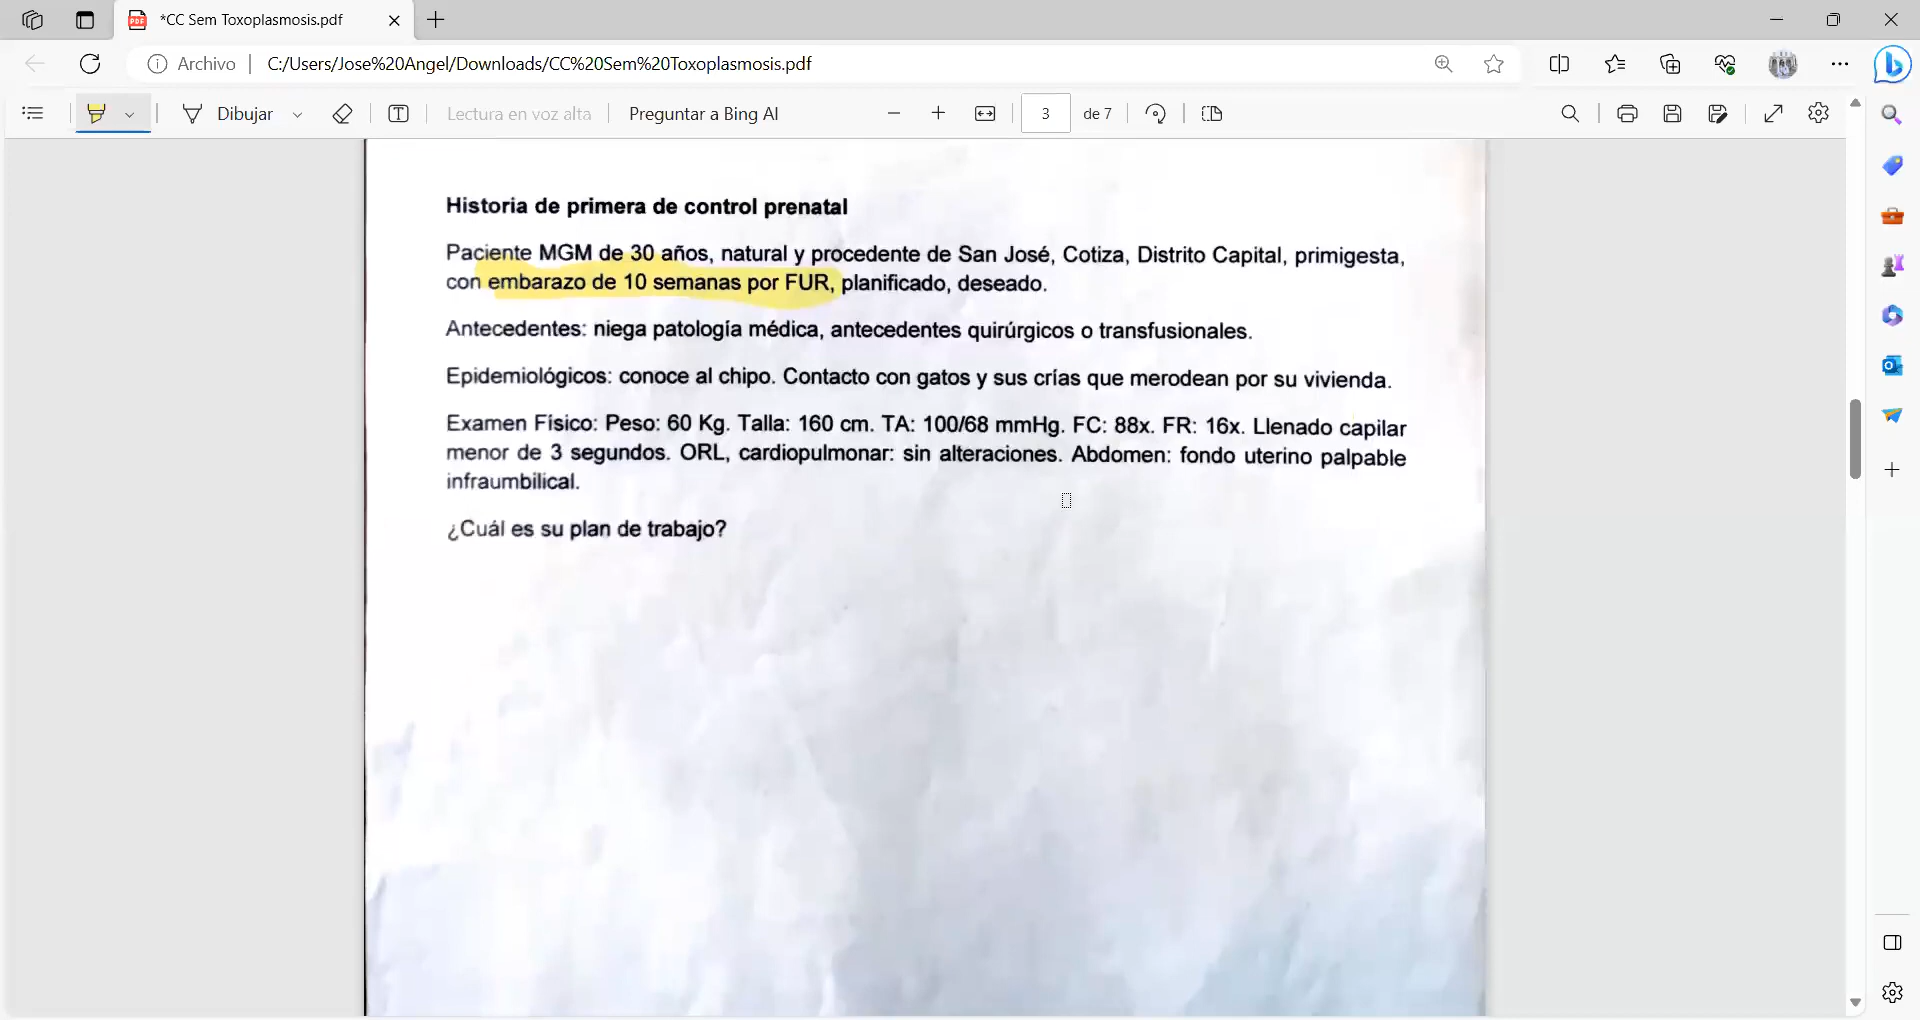 *CC Sem Toxoplasmosis.pdf
Archivo
C:/Users/Jose%20Angel/Downloads/CC%20Sem%20Toxoplasmosis.pdf
Dibujar
Lectura en voz alta
Preguntar a Bing AI
3 de 7
Historia de primera de control prenatal
Paciente MGM de 30 años, natural y procedente de San José, Cotiza, Distrito Capital, primigesta,
con embarazo de 10 semanas por FUR, planificado, deseado.
Antecedentes: niega patología médica, antecedentes quirúrgicos o transfusionales.
Epidemiológicos: conoce al chipo. Contacto con gatos y sus crías que merodean por su vivienda.
Examen Físico: Peso: 60 Kg. Talla: 160 cm. TA: 100/68 mmHg. FC: 88x. FR: 16x. Llenado capilar
menor de 3 segundos. ORL, cardiopulmonar: sin alteraciones. Abdomen: fondo uterino palpable
infraumbilical.
¿Cuál es su plan de trabajo?